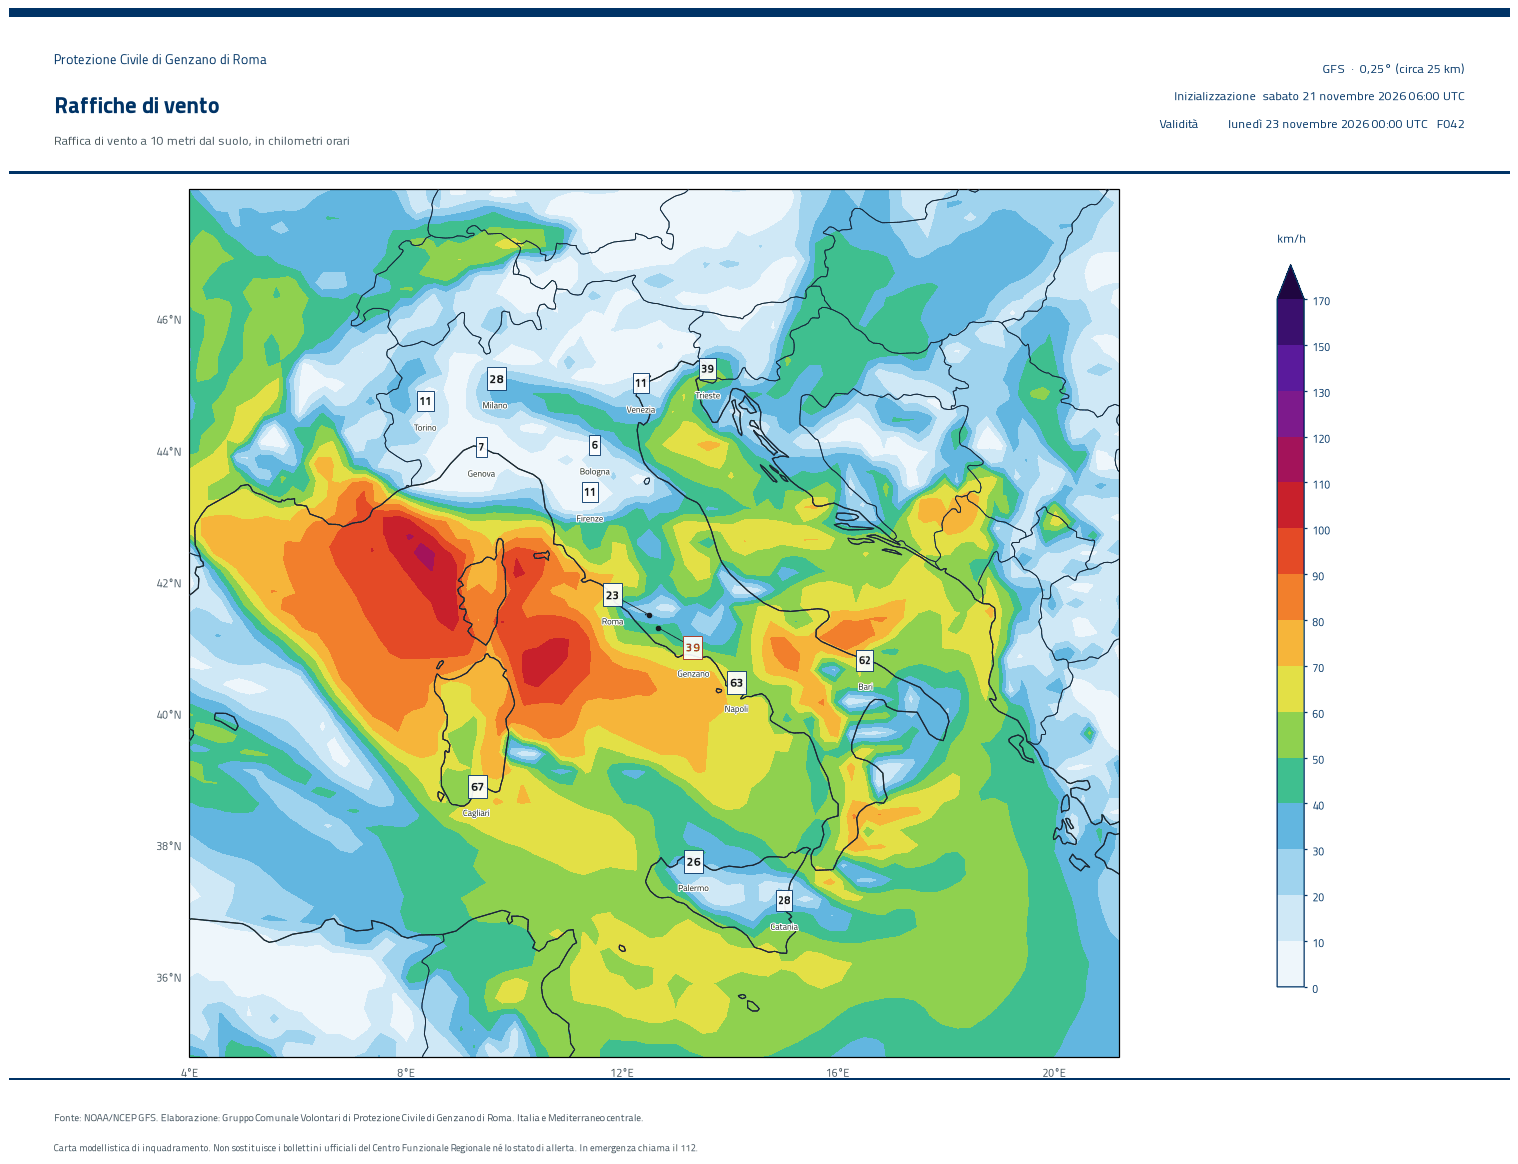 Protezione Civile di Genzano di Roma
Raffiche di vento
Raffica di vento a 10 metri dal suolo, in chilometri orari
GFS · 0,25° (circa 25 km)
Inizializzazione sabato 21 novembre 2026 06:00 UTC
Validità lunedì 23 novembre 2026 00:00 UTC F042
km/h
170
150
130
120
110
100
90
80
70
60
50
40
30
20
10
0
46°N
44°N
42°N
40°N
38°N
36°N
4°E
8°E
12°E
16°E
20°E
39
Trieste
28
Milano
11
Venezia
11
Torino
7
Genova
6
Bologna
11
Firenze
23
Roma
39
Genzano
62
Bari
63
Napoli
67
Cagliari
26
Palermo
28
Catania
Fonte: NOAA/NCEP GFS. Elaborazione: Gruppo Comunale Volontari di Protezione Civile di Genzano di Roma. Italia e Mediterraneo centrale.
Carta modellistica di inquadramento. Non sostituisce i bollettini ufficiali del Centro Funzionale Regionale né lo stato di allerta. In emergenza chiama il 112.